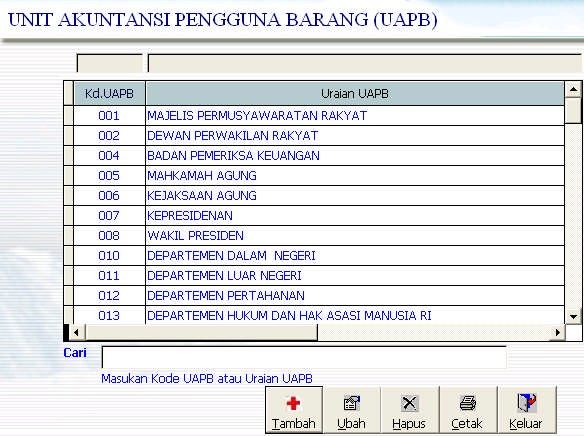 UNIT AKUNTANSI PENGGUNA BARANG (UAPB)
Kd.UAPB Uraian UAPB
001 MAJELIS PERMUSYAWARATAN RAKYAT
002 DEWAN PERWAKILAN RAKYAT
004 BADAN PEMERIKSA KEUANGAN
005 MAHKAMAH AGUNG
006 KEJAKSAAN AGUNG
007 KEPRESIDENAN
008 WAKIL PRESIDEN
010 DEPARTEMEN DALAM NEGERI
011 DEPARTEMEN LUAR NEGERI
012 DEPARTEMEN PERTAHANAN
013 DEPARTEMEN HUKUM DAN HAK ASASI MANUSIA RI
Cari
Masukan Kode UAPB atau Uraian UAPB
Tambah Ubah Hapus Cetak Keluar